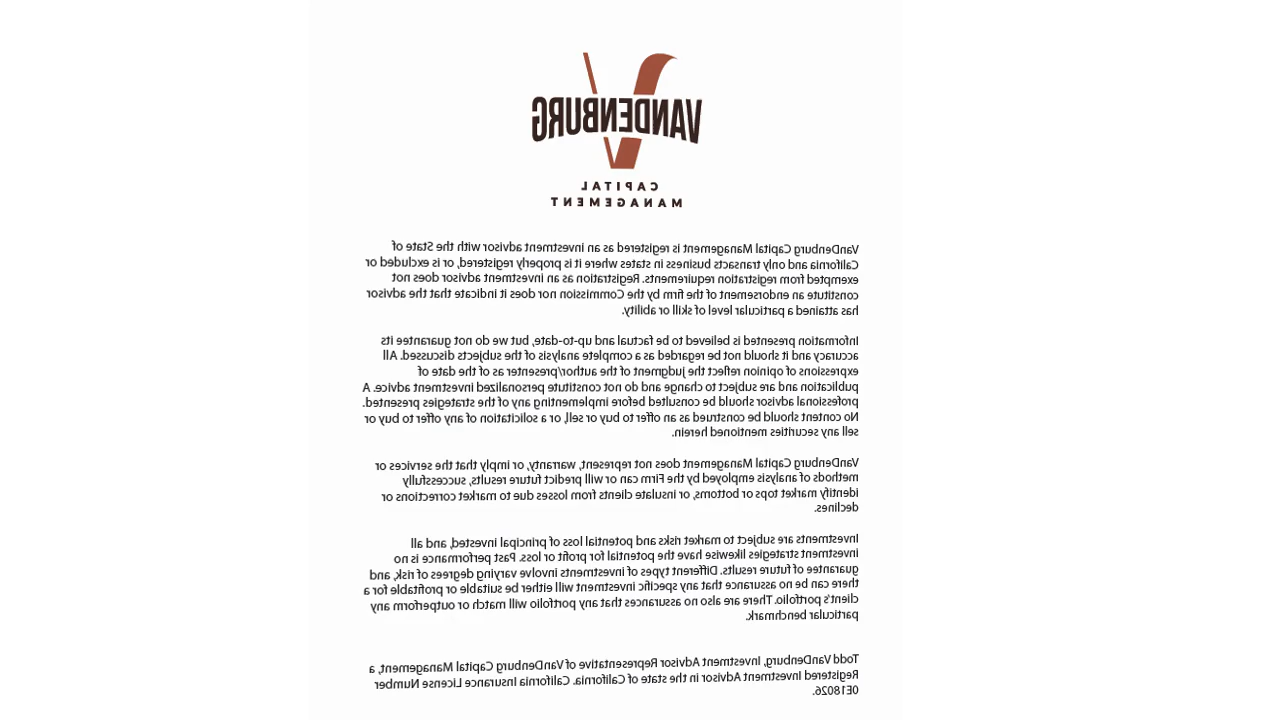 VANDENBURG
CAPITAL
MANAGEMENT
VanDenburg Capital Management is registered as an investment advisor with the State of
California and only transacts business in states where it is properly registered, or is excluded or
exempted from registration requirements. Registration as an investment advisor does not
constitute an endorsement of the firm by the Commission nor does it indicate that the advisor
has attained a particular level of skill or ability.
Information presented is believed to be factual and up-to-date, but we do not guarantee its
accuracy and it should not be regarded as a complete analysis of the subjects discussed. All
expressions of opinion reflect the judgment of the author/presenter as of the date of
publication and are subject to change and do not constitute personalized investment advice. A
professional advisor should be consulted before implementing any of the strategies presented.
No content should be construed as an offer to buy or sell, or a solicitation of any offer to buy or
sell any securities mentioned herein.
VanDenburg Capital Management does not represent, warranty, or imply that the services or
methods of analysis employed by the Firm can or will predict future results, successfully
identify market tops or bottoms, or insulate clients from losses due to market corrections or
declines.
Investments are subject to market risks and potential loss of principal invested, and all
investment strategies likewise have the potential for profit or loss. Past performance is no
guarantee of future results. Different types of investments involve varying degrees of risk, and
there can be no assurance that any specific investment will either be suitable or profitable for a
client's portfolio. There are also no assurances that any portfolio will match or outperform any
particular benchmark.
Todd VanDenburg, Investment Advisor Representative of VanDenburg Capital Management, a
Registered Investment Advisor in the state of California. California Insurance License Number
0E18026.